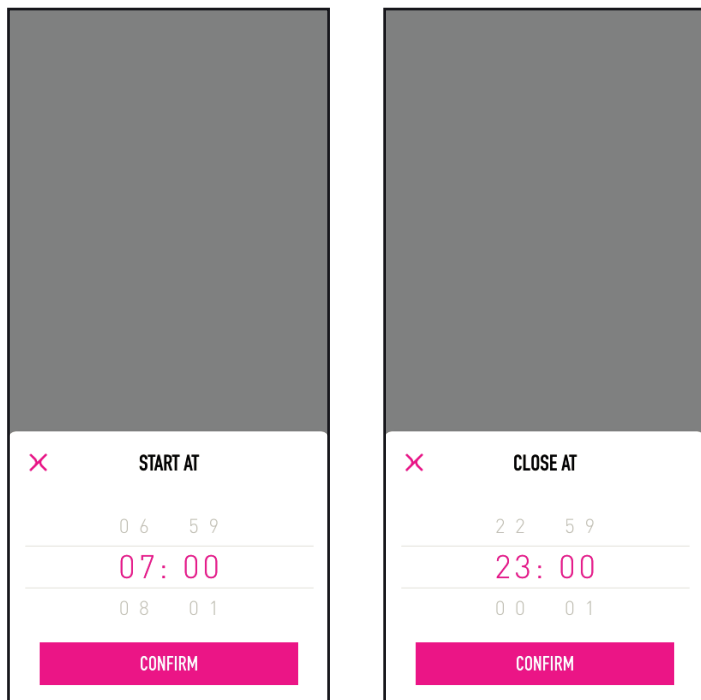 START AT
06 59
07: 00
08 01
CONFIRM
CLOSE AT
22 59
23: 00
00 01
CONFIRM